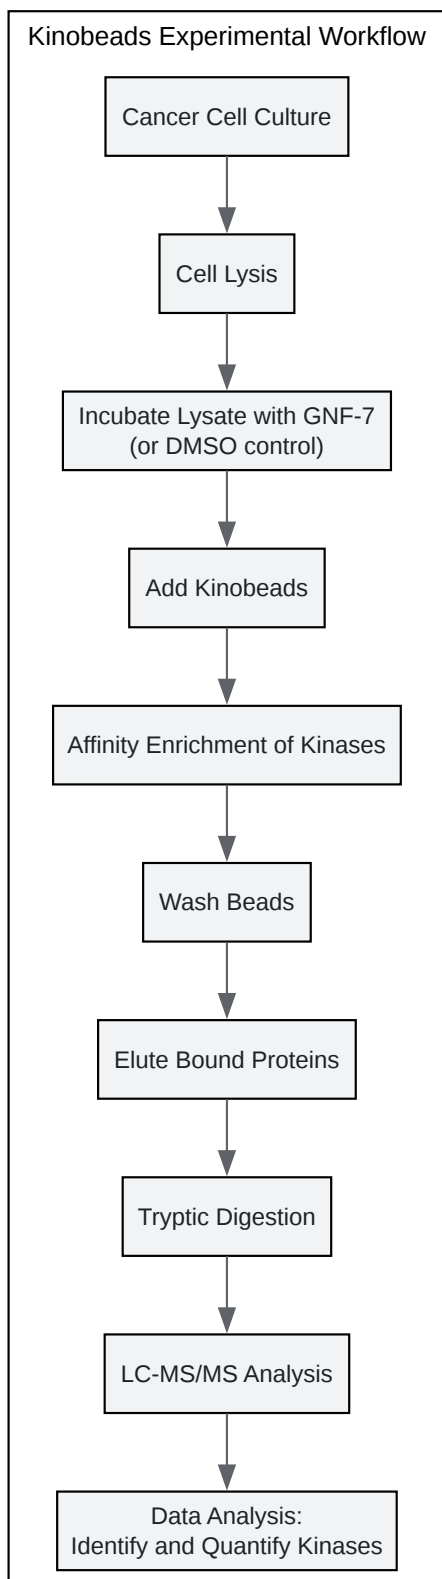 Kinobeads Experimental Workflow
Cancer Cell Culture
Cell Lysis
Incubate Lysate with GNF-7
(or DMSO control)
Add Kinobeads
Affinity Enrichment of Kinases
Wash Beads
Elute Bound Proteins
Tryptic Digestion
LC-MS/MS Analysis
Data Analysis:
Identify and Quantify Kinases